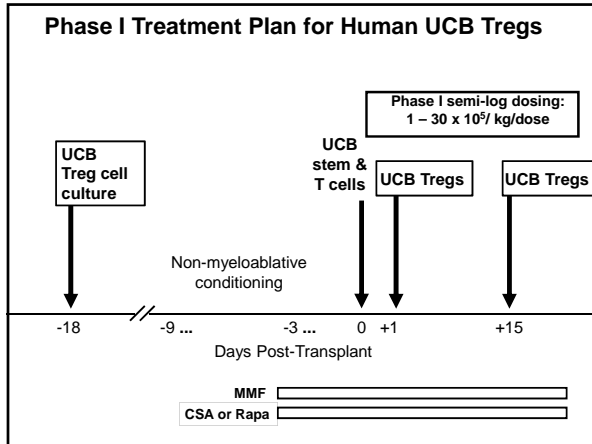 Phase I Treatment Plan for Human UCB Tregs
Phase I semi-log dosing:
1 – 30 x 10⁵/ kg/dose
UCB
Treg cell
culture
UCB
stem &
T cells
UCB Tregs
UCB Tregs
Non-myeloablative
conditioning
-18
-9 ...
-3 ...
0
+1
+15
Days Post-Transplant
MMF
CSA or Rapa